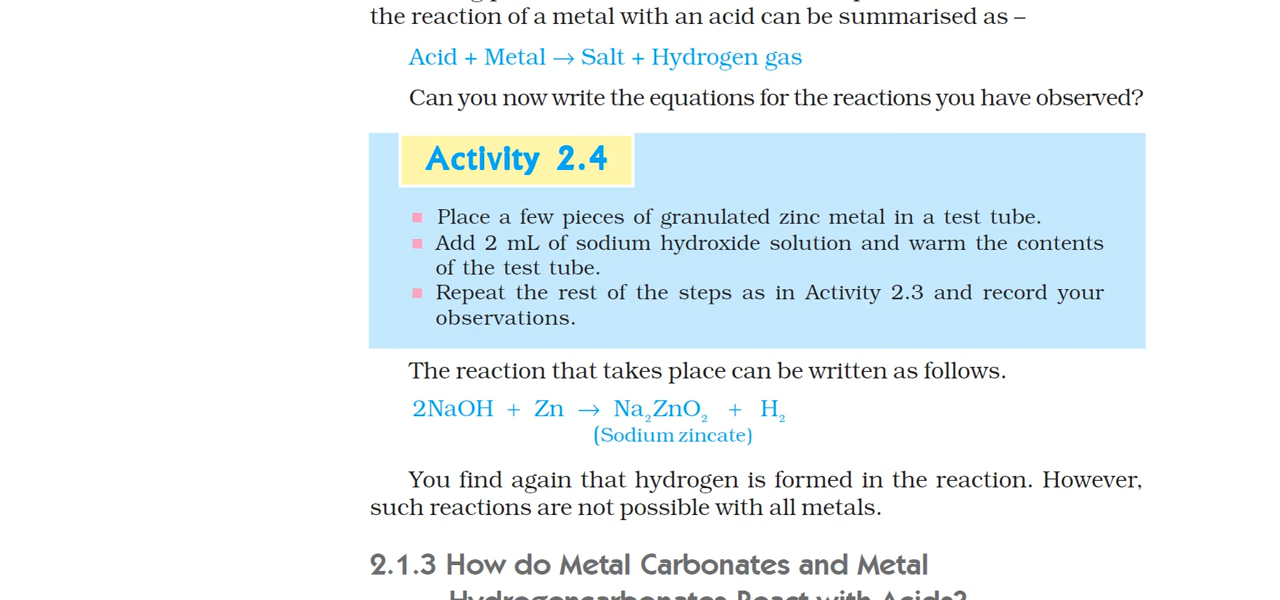 the reaction of a metal with an acid can be summarised as –
Acid + Metal → Salt + Hydrogen gas
Can you now write the equations for the reactions you have observed?
Activity 2.4
Place a few pieces of granulated zinc metal in a test tube.
Add 2 mL of sodium hydroxide solution and warm the contents
of the test tube.
Repeat the rest of the steps as in Activity 2.3 and record your
observations.
The reaction that takes place can be written as follows.
2NaOH + Zn → Na₂ZnO₂ + H₂
(Sodium zincate)
You find again that hydrogen is formed in the reaction. However,
such reactions are not possible with all metals.
2.1.3 How do Metal Carbonates and Metal
Hydrogencarbonates React with Acids?